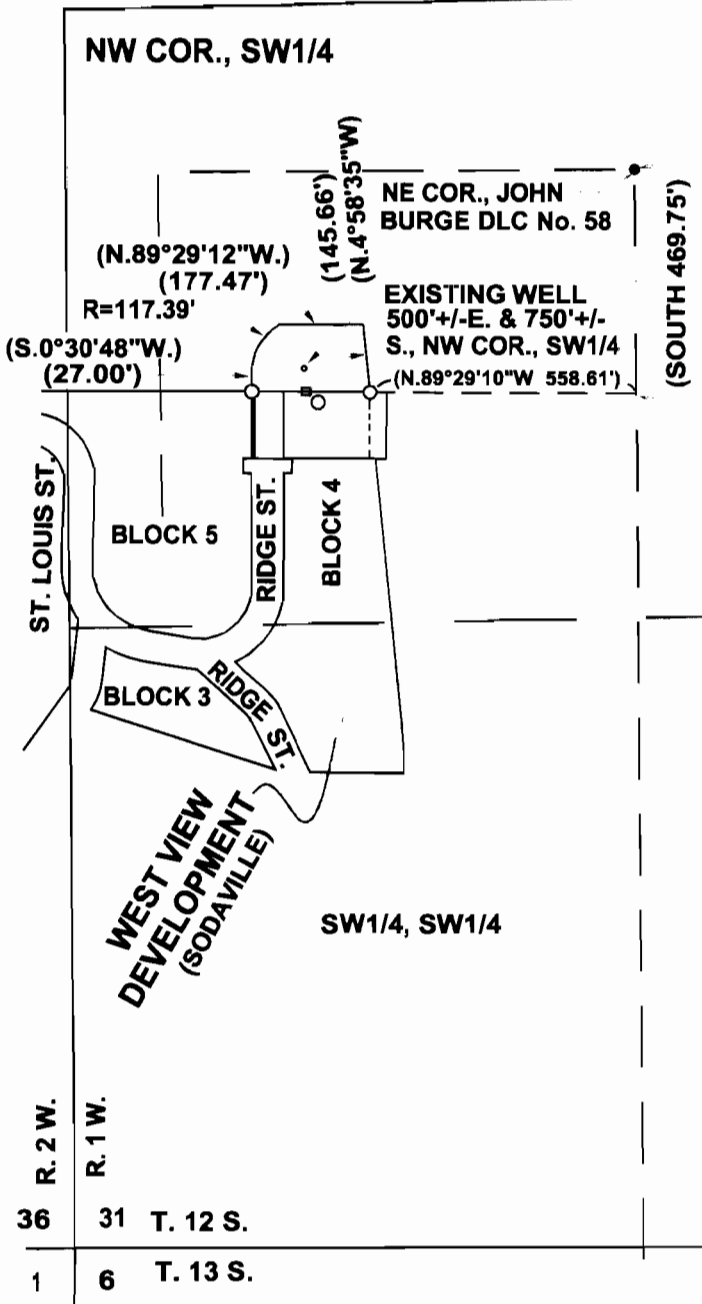 NW COR., SW1/4
(145.66')
(N.4°58'35"W)
NE COR., JOHN
BURGE DLC No. 58
(SOUTH 469.75')
(N.89°29'12"W.)
(177.47')
R=117.39'
(S.0°30'48"W.)
(27.00')
EXISTING WELL
500'+/-E. & 750'+/-
S., NW COR., SW1/4
(N.89°29'10"W 558.61')
ST. LOUIS ST.
BLOCK 5
RIDGE ST.
BLOCK 4
BLOCK 3
RIDGE ST.
WEST VIEW
DEVELOPMENT
(SODAVILLE)
SW1/4, SW1/4
R. 2 W.
R. 1 W.
36 31 T. 12 S.
1 6 T. 13 S.